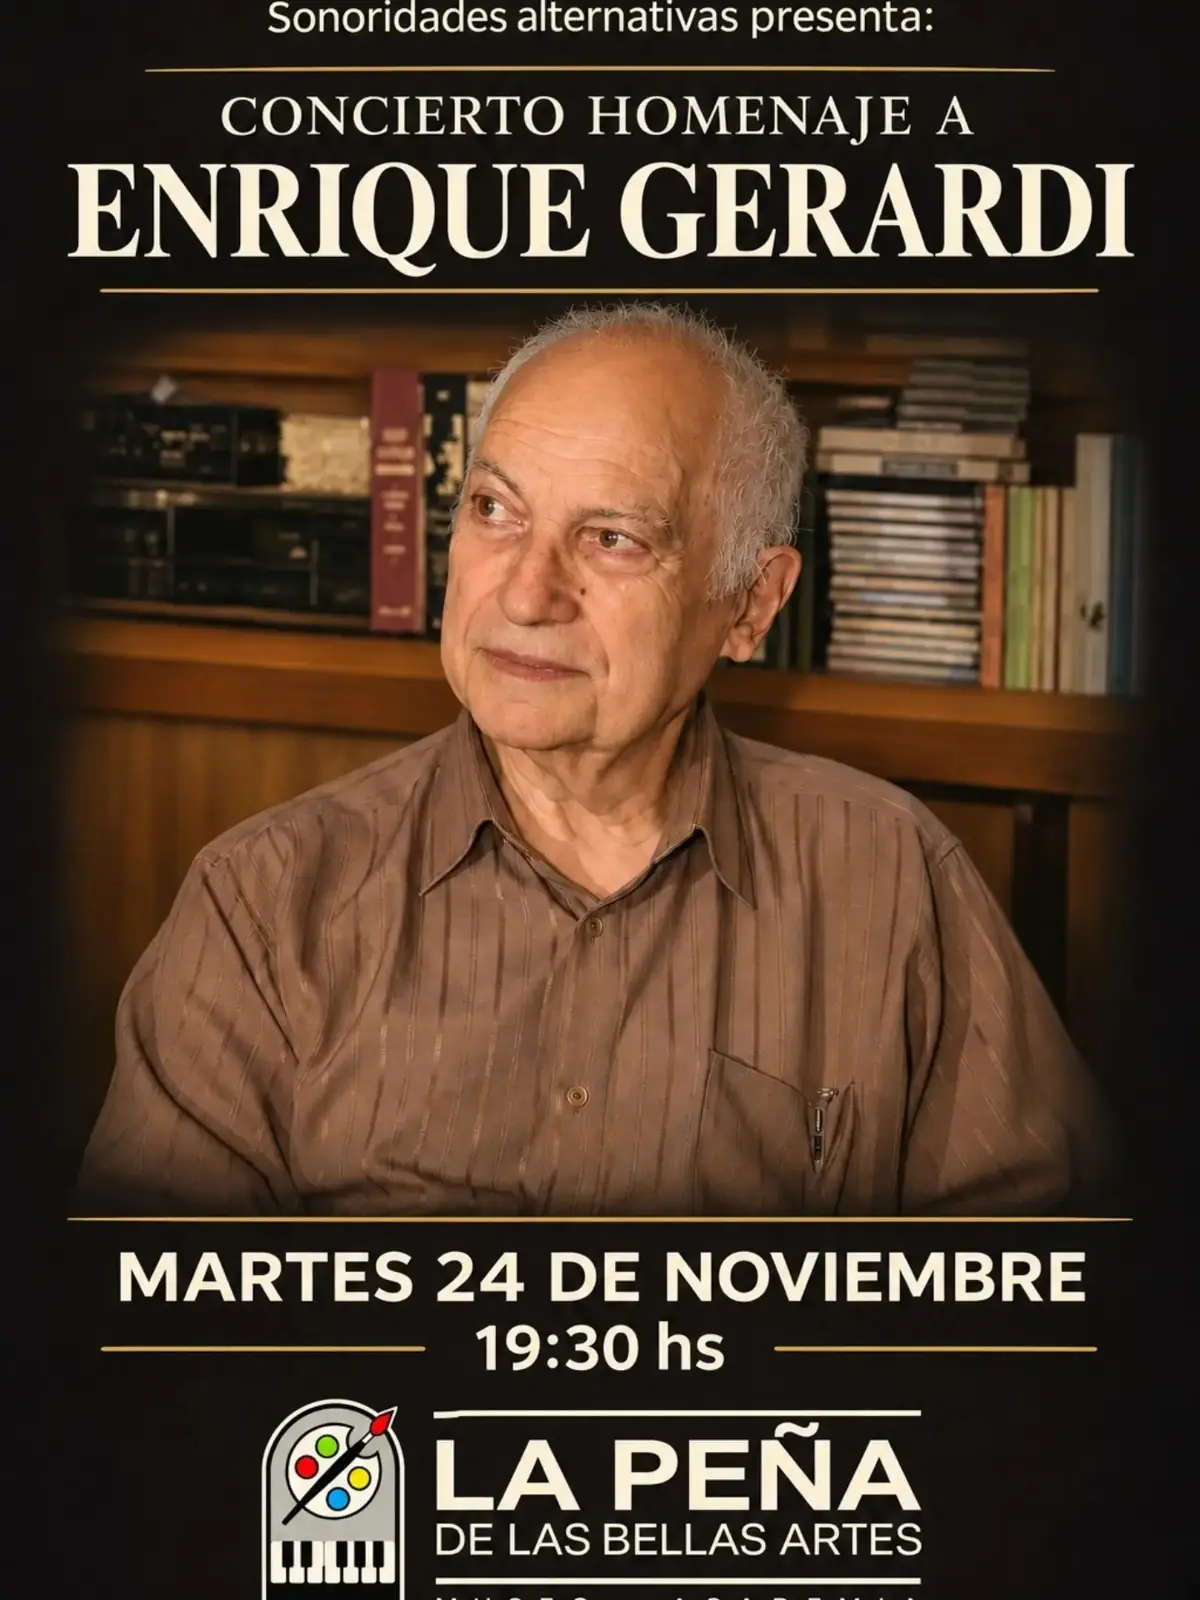 Sonoridades alternativas presenta:
CONCIERTO HOMENAJE A
ENRIQUE GERARDI
MARTES 24 DE NOVIEMBRE
19:30 hs
LA PEÑA
DE LAS BELLAS ARTES